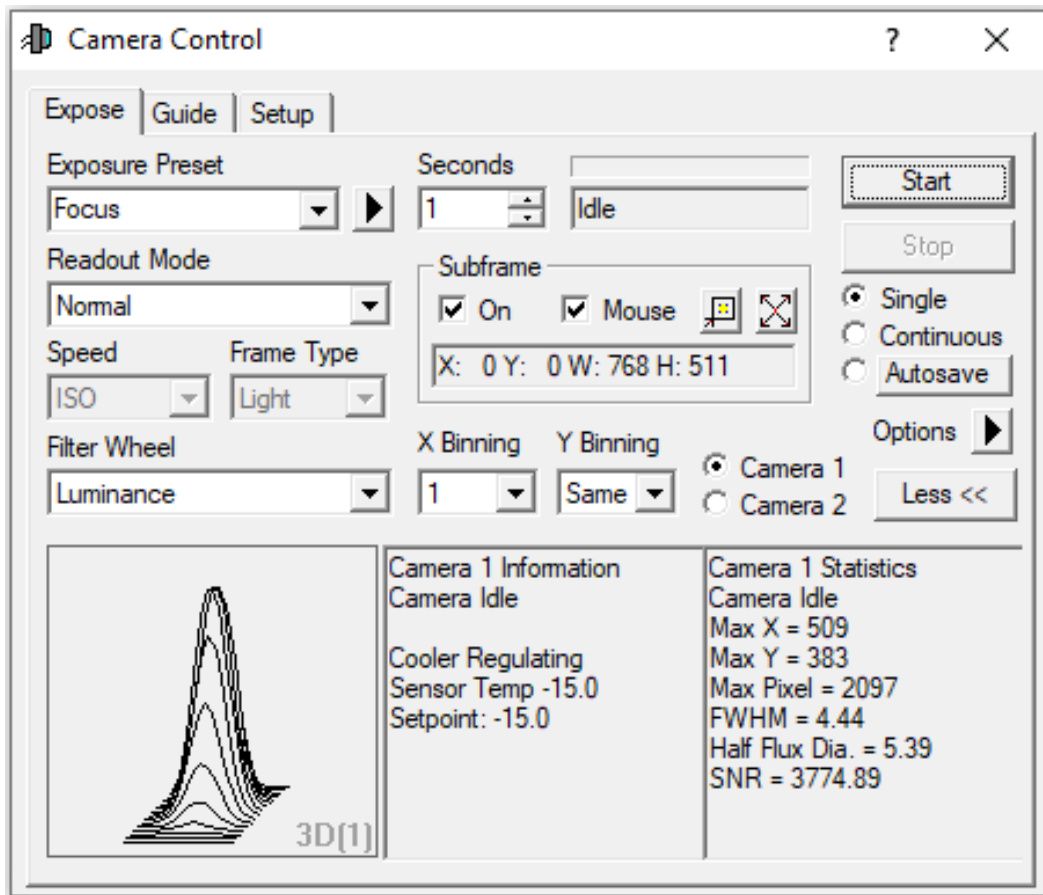 Camera Control
?
Expose Guide Setup
Exposure Preset
Focus
Seconds
1
Idle
Start
Stop
Readout Mode
Normal
Subframe
On Mouse
X: 0 Y: 0 W: 768 H: 511
Single
Continuous
Autosave
Speed Frame Type
ISO Light
Options
Filter Wheel
Luminance
X Binning Y Binning
1 Same
Camera 1
Camera 2
Less <<
3D(1)
Camera 1 Information
Camera Idle
Cooler Regulating
Sensor Temp -15.0
Setpoint: -15.0
Camera 1 Statistics
Camera Idle
Max X = 509
Max Y = 383
Max Pixel = 2097
FWHM = 4.44
Half Flux Dia. = 5.39
SNR = 3774.89